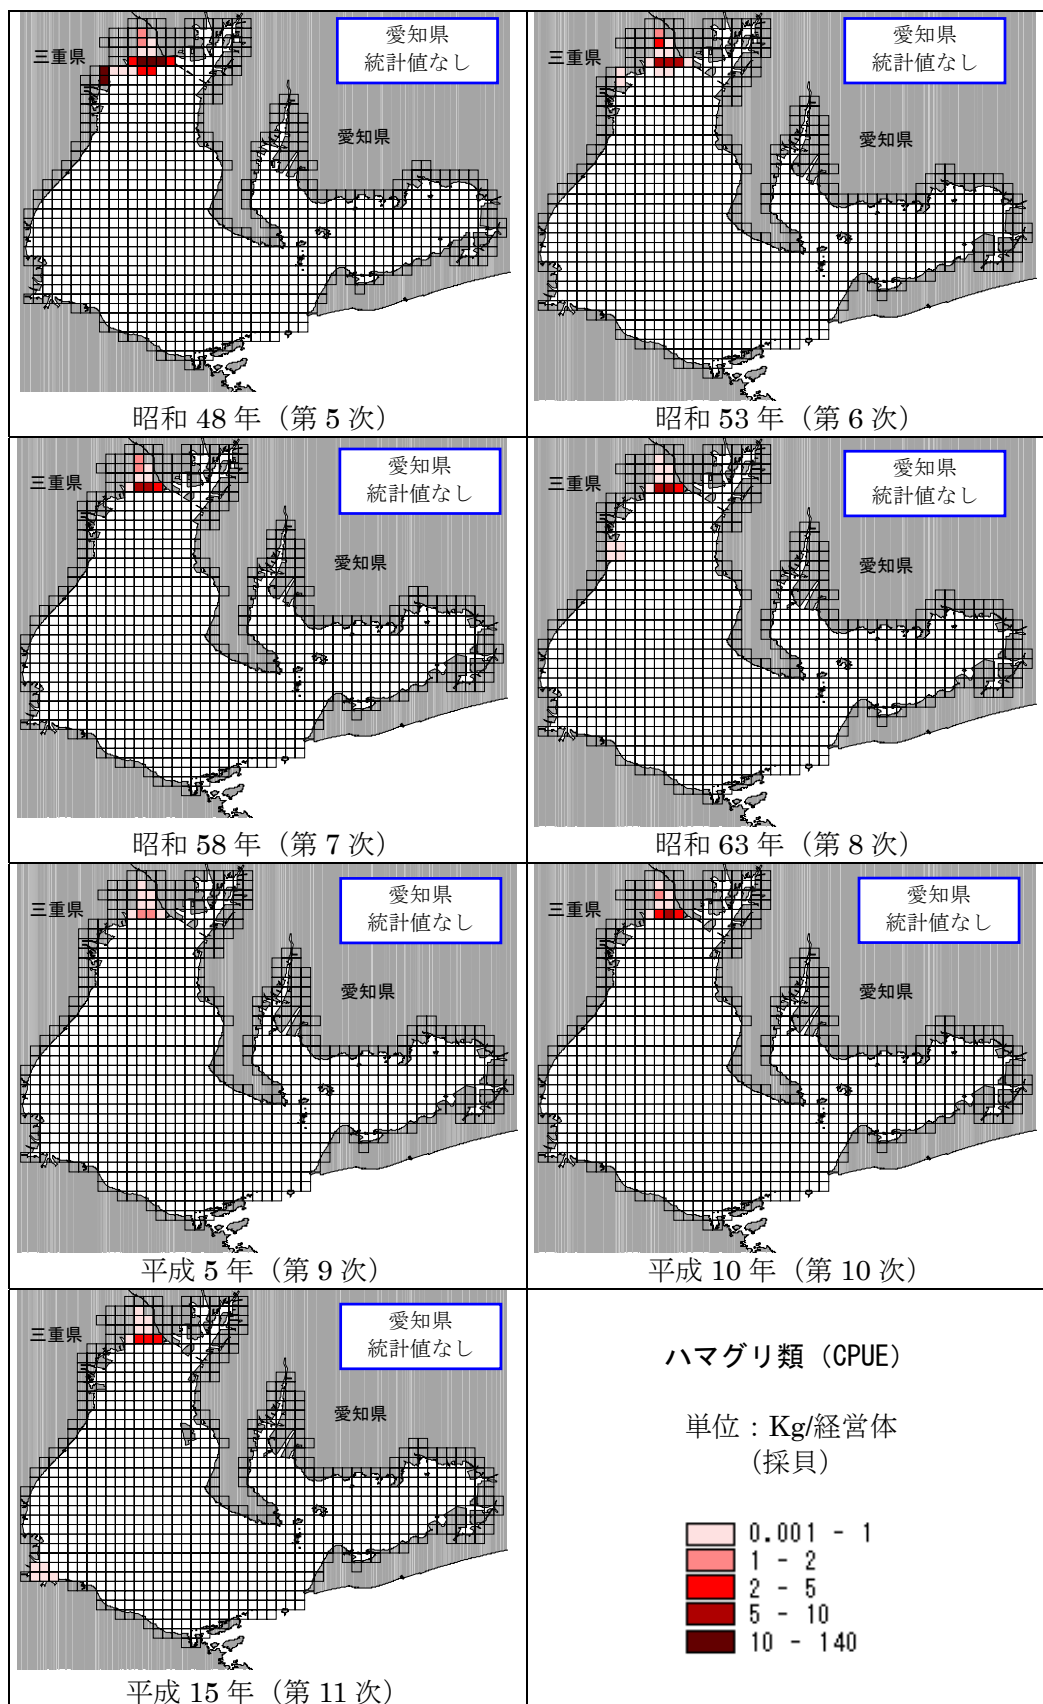 三重県
愛知県
統計値なし
愛知県
昭和 48 年（第 5 次）
三重県
愛知県
統計値なし
愛知県
昭和 53 年（第 6 次）
三重県
愛知県
統計値なし
愛知県
昭和 58 年（第 7 次）
三重県
愛知県
統計値なし
愛知県
昭和 63 年（第 8 次）
三重県
愛知県
統計値なし
愛知県
平成 5 年（第 9 次）
三重県
愛知県
統計値なし
愛知県
平成 10 年（第 10 次）
三重県
愛知県
統計値なし
愛知県
平成 15 年（第 11 次）
ハマグリ類（CPUE）
単位：Kg/経営体
（採貝）
0.001 - 1
1 - 2
2 - 5
5 - 10
10 - 140